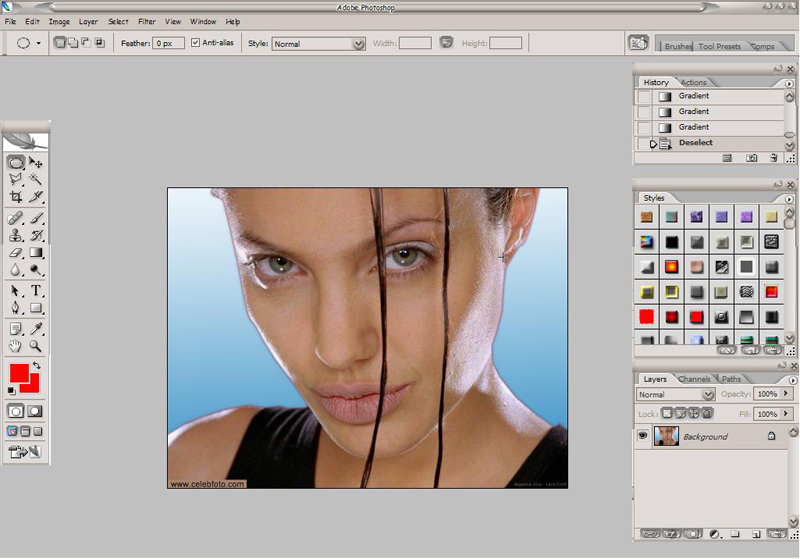 Adobe Photoshop
File Edit Image Layer Select Filter View Window Help
Feather: 0 px Anti-alias Style: Normal Width: Height: Brushes Tool Presets Comps
History Actions
Gradient
Gradient
Gradient
Deselect
Styles
T
Layers Channels Paths
Normal Opacity: 100%
Lock: Fill: 100%
Background
www.celebfoto.com